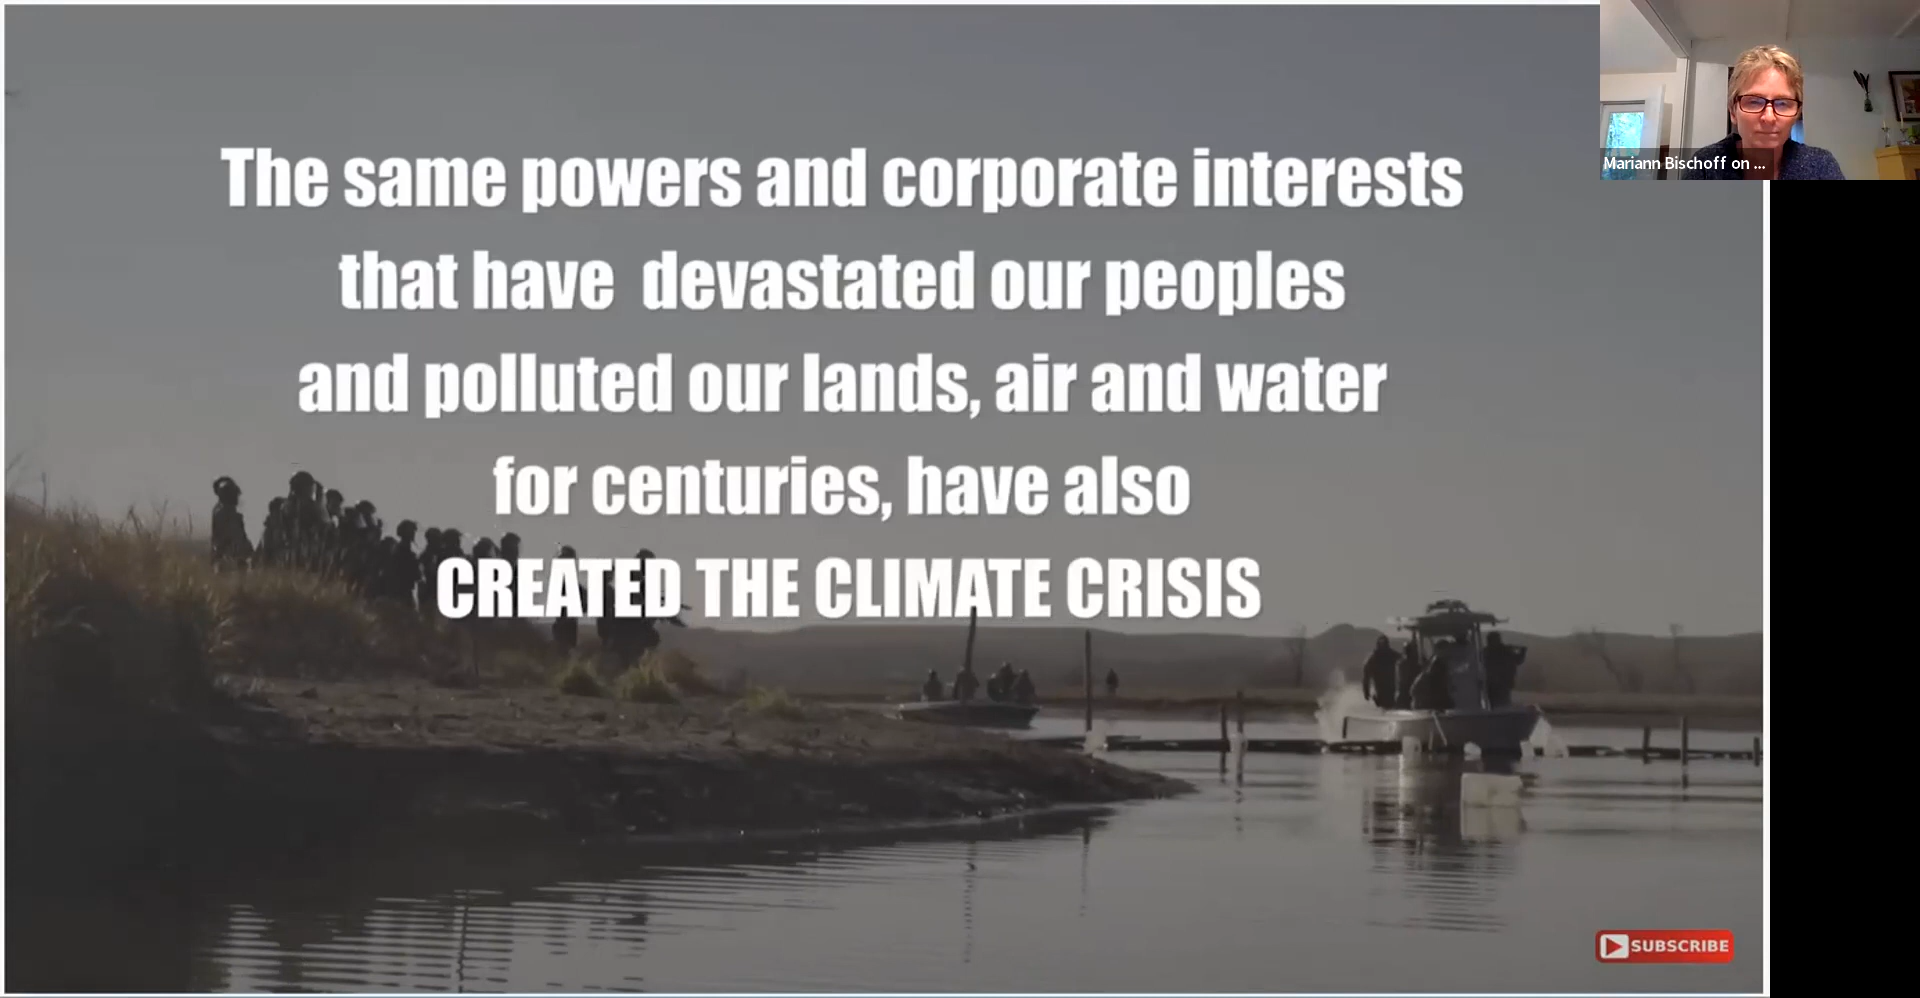 The same powers and corporate interests
that have devastated our peoples
and polluted our lands, air and water
for centuries, have also
CREATED THE CLIMATE CRISIS
Mariann Bischoff on ...
SUBSCRIBE